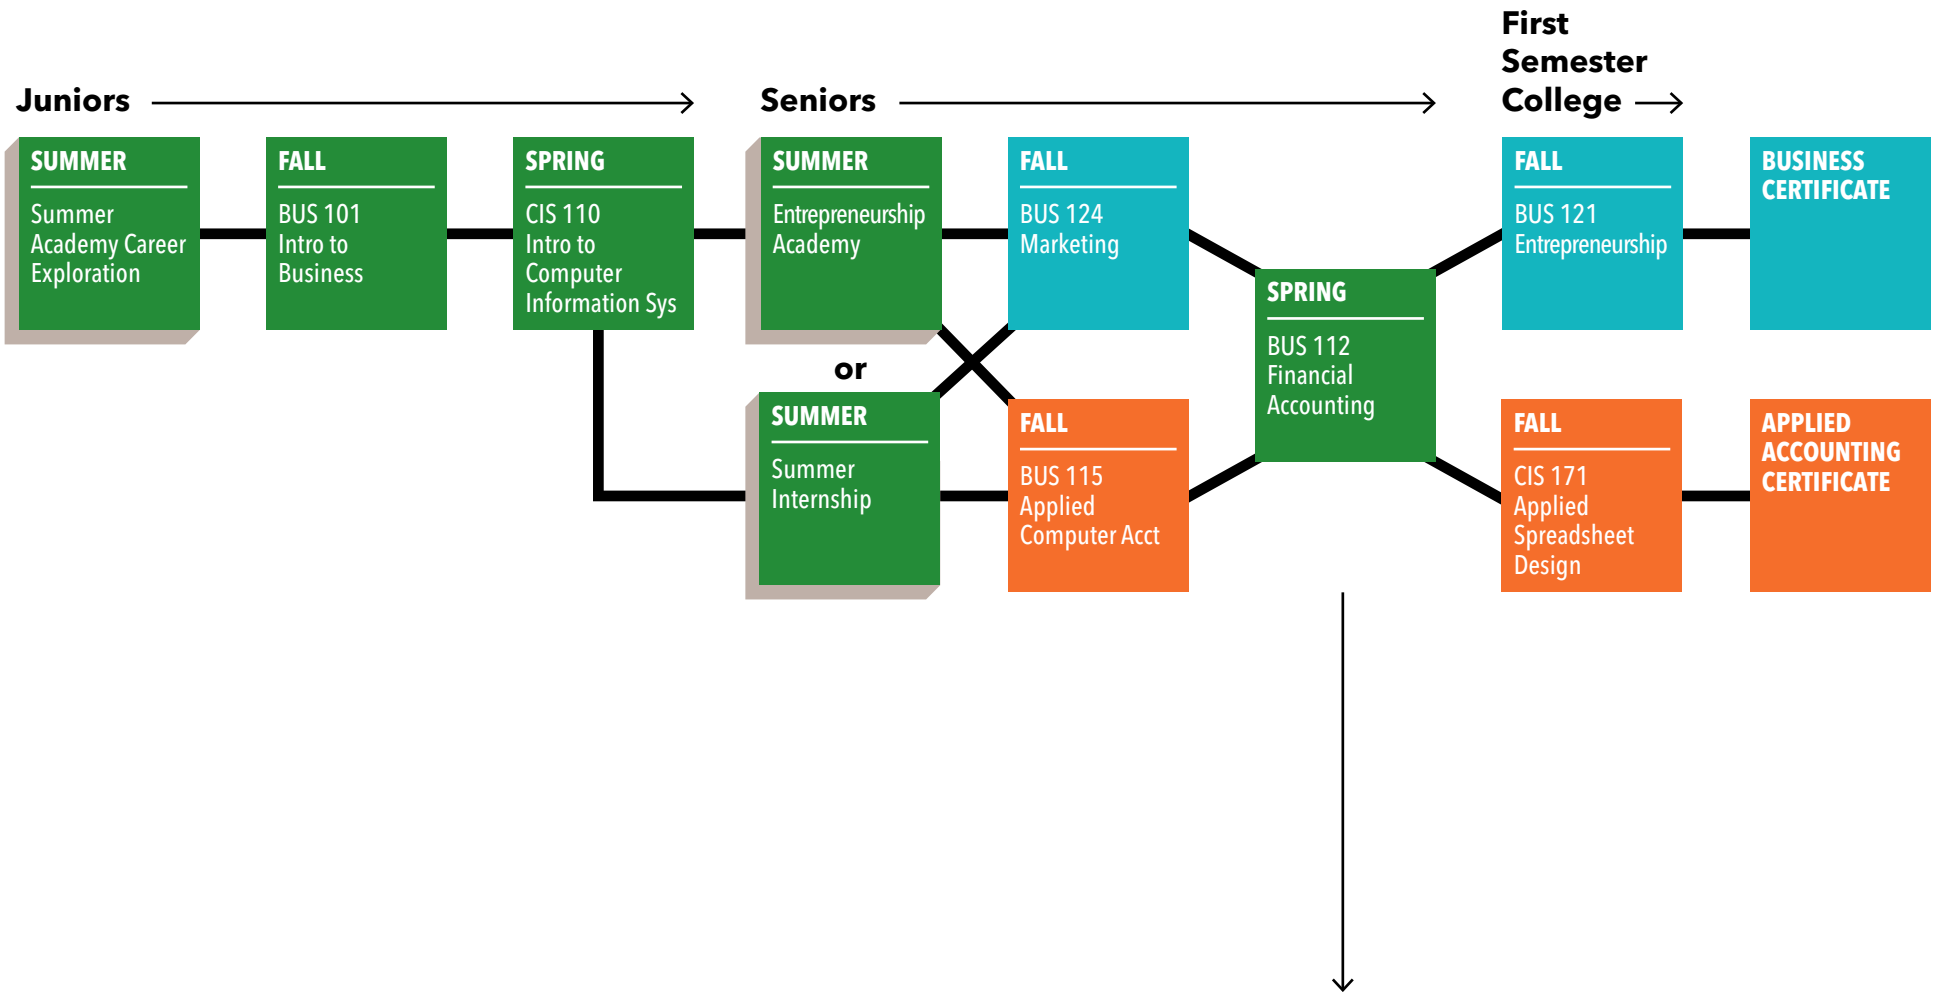 First
Semester
College
Juniors
Seniors
SUMMER
Summer
Academy Career
Exploration
FALL
BUS 101
Intro to
Business
SPRING
CIS 110
Intro to
Computer
Information Sys
SUMMER
Entrepreneurship
Academy
or
SUMMER
Summer
Internship
FALL
BUS 124
Marketing
FALL
BUS 115
Applied
Computer Acct
SPRING
BUS 112
Financial
Accounting
FALL
BUS 121
Entrepreneurship
BUSINESS
CERTIFICATE
FALL
CIS 171
Applied
Spreadsheet
Design
APPLIED
ACCOUNTING
CERTIFICATE